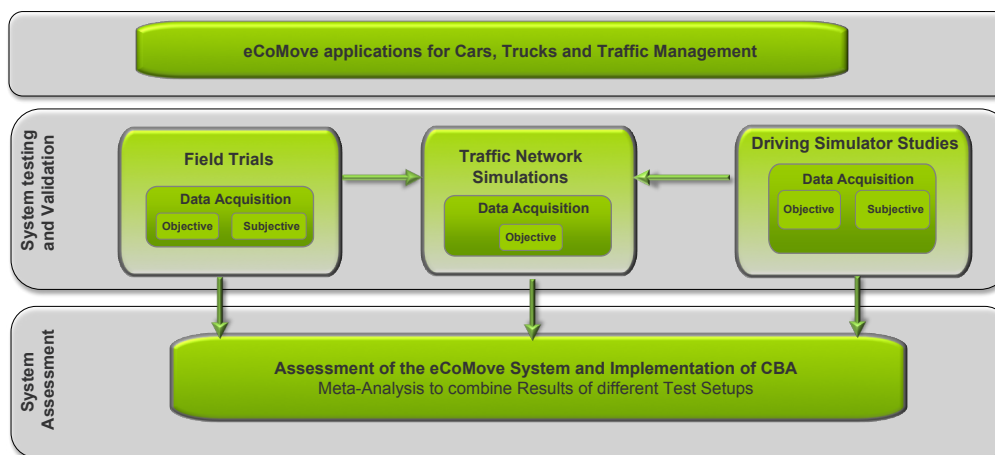 eCoMove applications for Cars, Trucks and Traffic Management
System testing
and Validation
Field Trials
Data Acquisition
Objective
Subjective
Traffic Network
Simulations
Data Acquisition
Objective
Driving Simulator Studies
Data Acquisition
Objective
Subjective
System
Assessment
Assessment of the eCoMove System and Implementation of CBA
Meta-Analysis to combine Results of different Test Setups